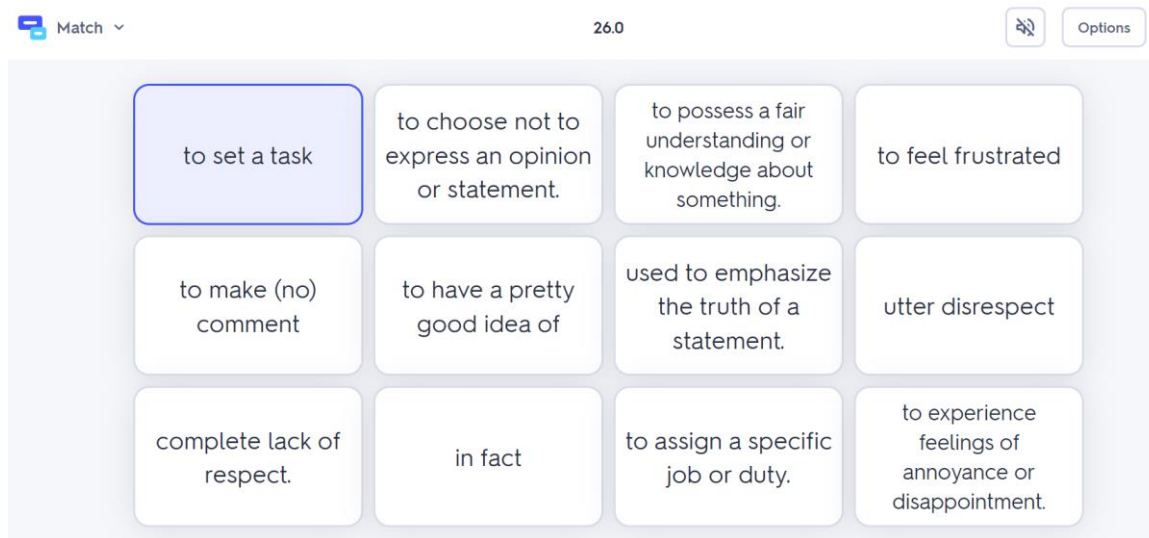 Match
26.0
Options
to set a task
to choose not to
express an opinion
or statement.
to possess a fair
understanding or
knowledge about
something.
to feel frustrated
to make (no)
comment
to have a pretty
good idea of
used to emphasize
the truth of a
statement.
utter disrespect
complete lack of
respect.
in fact
to assign a specific
job or duty.
to experience
feelings of
annoyance or
disappointment.